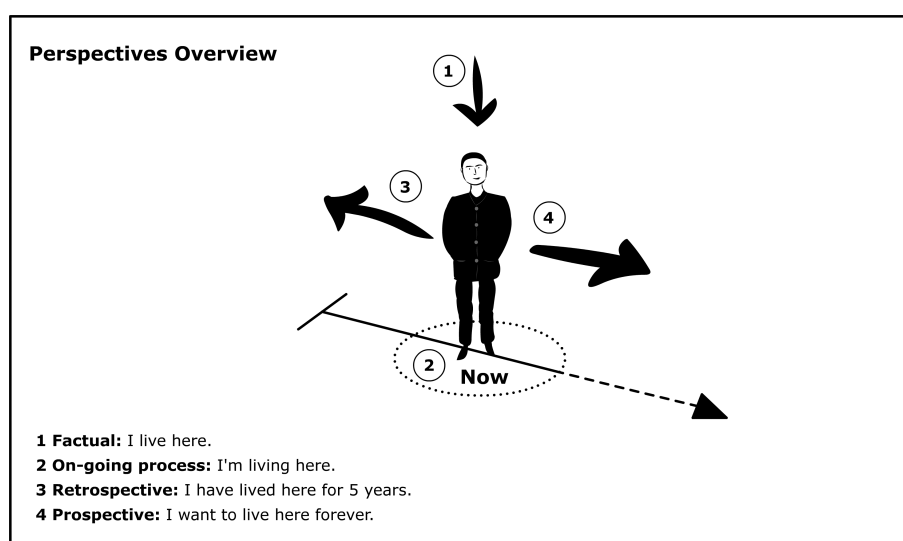 Perspectives Overview
1
3
4
2
Now
1 Factual: I live here.
2 On-going process: I'm living here.
3 Retrospective: I have lived here for 5 years.
4 Prospective: I want to live here forever.